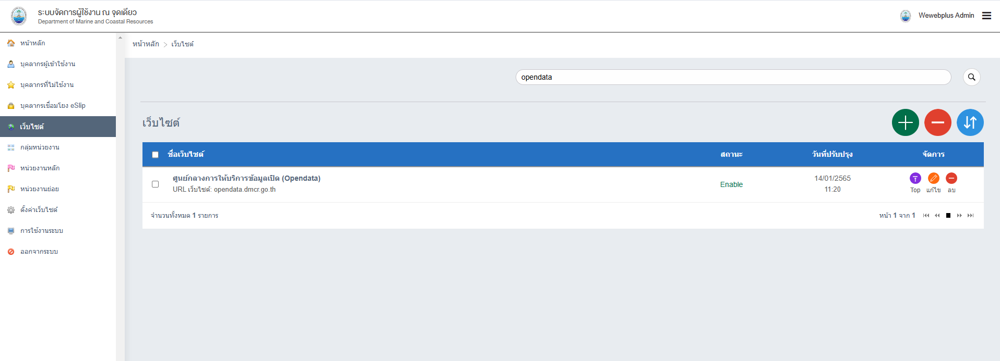 ระบบจัดการผู้ใช้งาน ณ จุดเดียว
Department of Marine and Coastal Resources
Wewebplus Admin
หน้าหลัก
บุคลากรผู้เข้าใช้งาน
บุคลากรที่ไม่ใช้งาน
บุคลากรเชื่อมโยง eSlip
เว็บไซต์
กลุ่มหน่วยงาน
หน่วยงานหลัก
หน่วยงานย่อย
ตั้งค่าเว็บไซต์
การใช้งานระบบ
ออกจากระบบ
หน้าหลัก > เว็บไซต์
opendata
เว็บไซต์
ชื่อเว็บไซต์ สถานะ วันที่ปรับปรุง จัดการ
ศูนย์กลางการให้บริการข้อมูลเปิด (Opendata)
URL เว็บไซต์: opendata.dmcr.go.th
Enable
14/01/2565
11:20
Top แก้ไข ลบ
จำนวนทั้งหมด 1 รายการ
หน้า 1 จาก 1